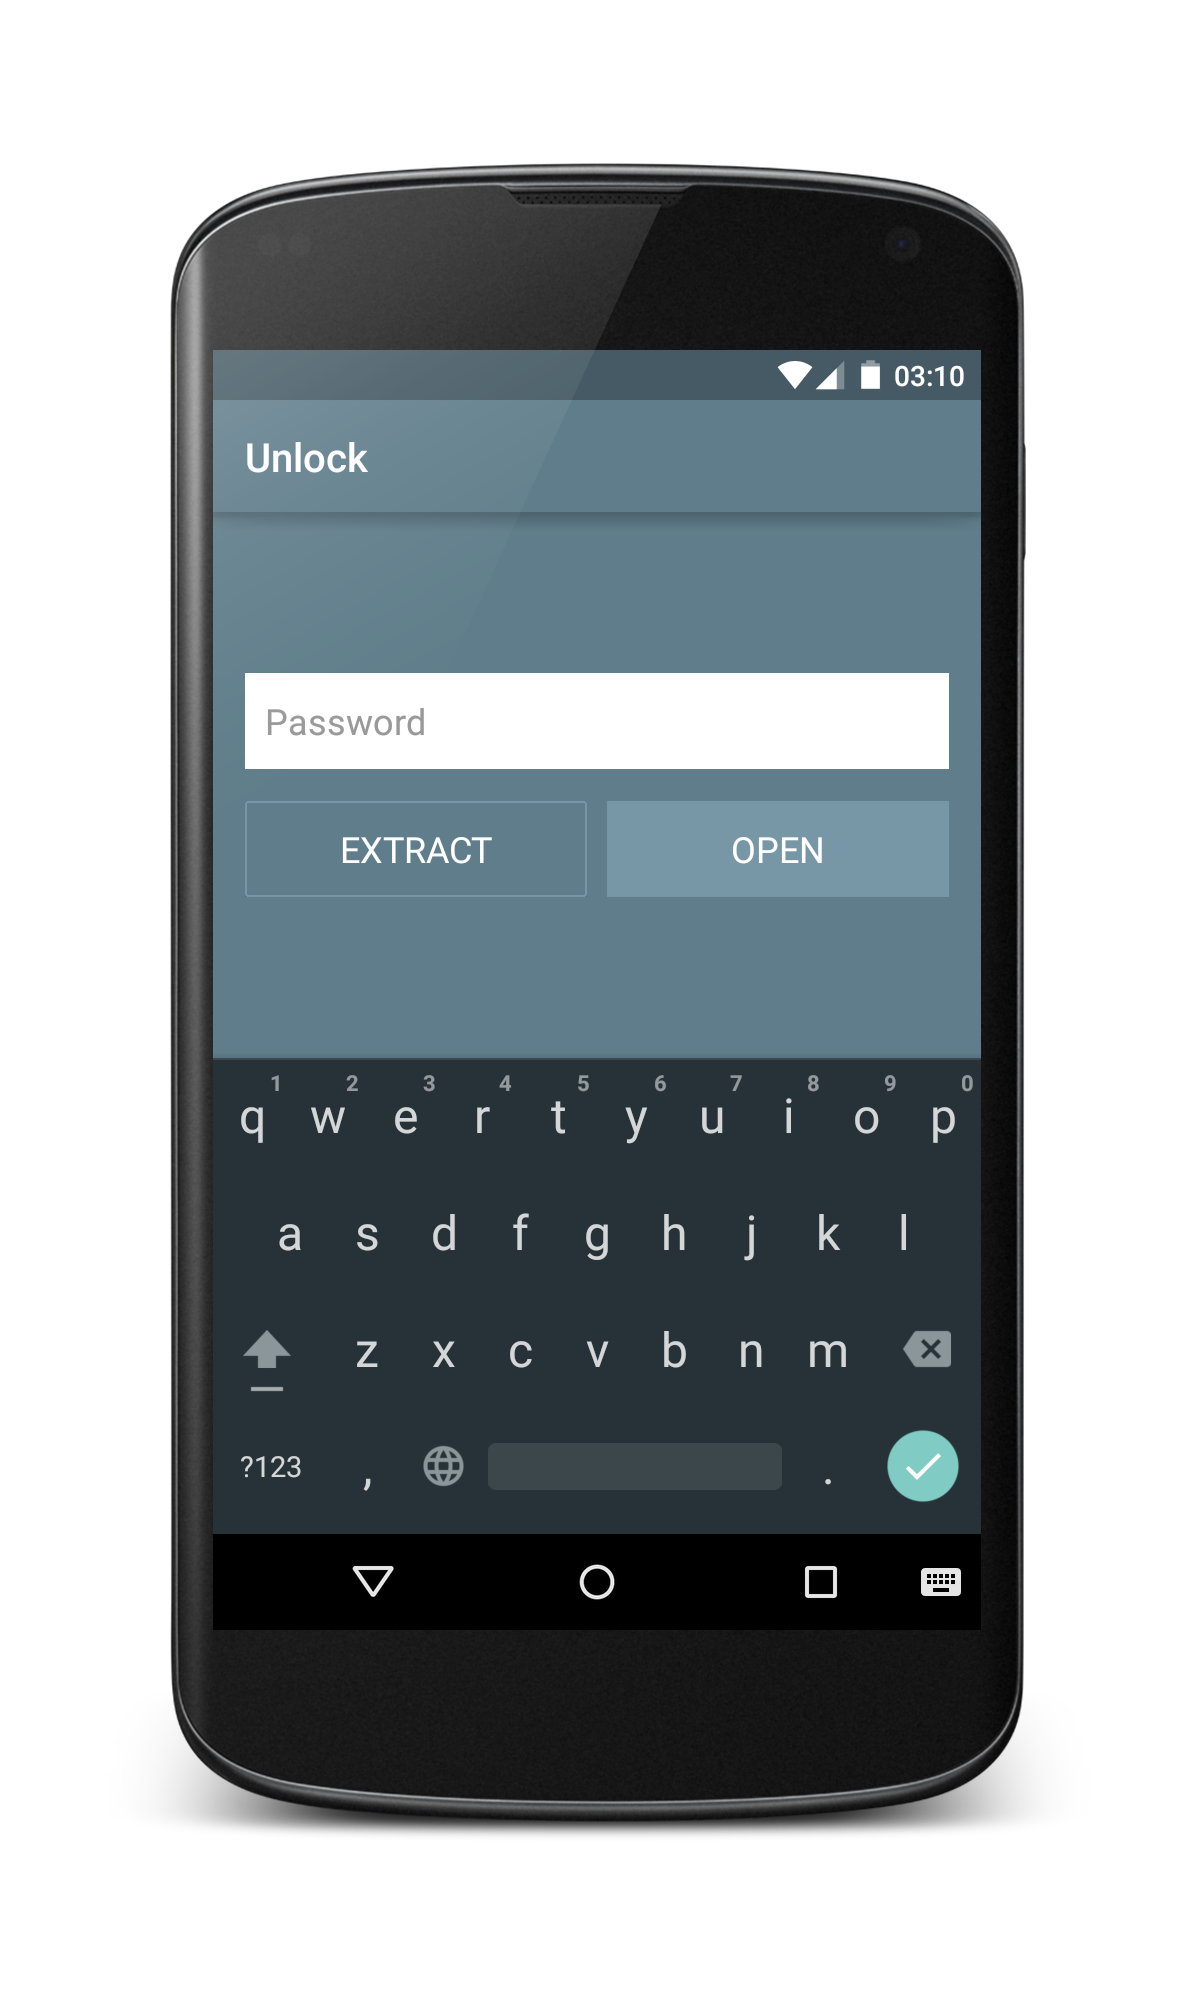 03:10
Unlock
Password
EXTRACT OPEN
1 2 3 4 5 6 7 8 9 0
q w e r t y u i o p
a s d f g h j k l
z x c v b n m
?123 , .